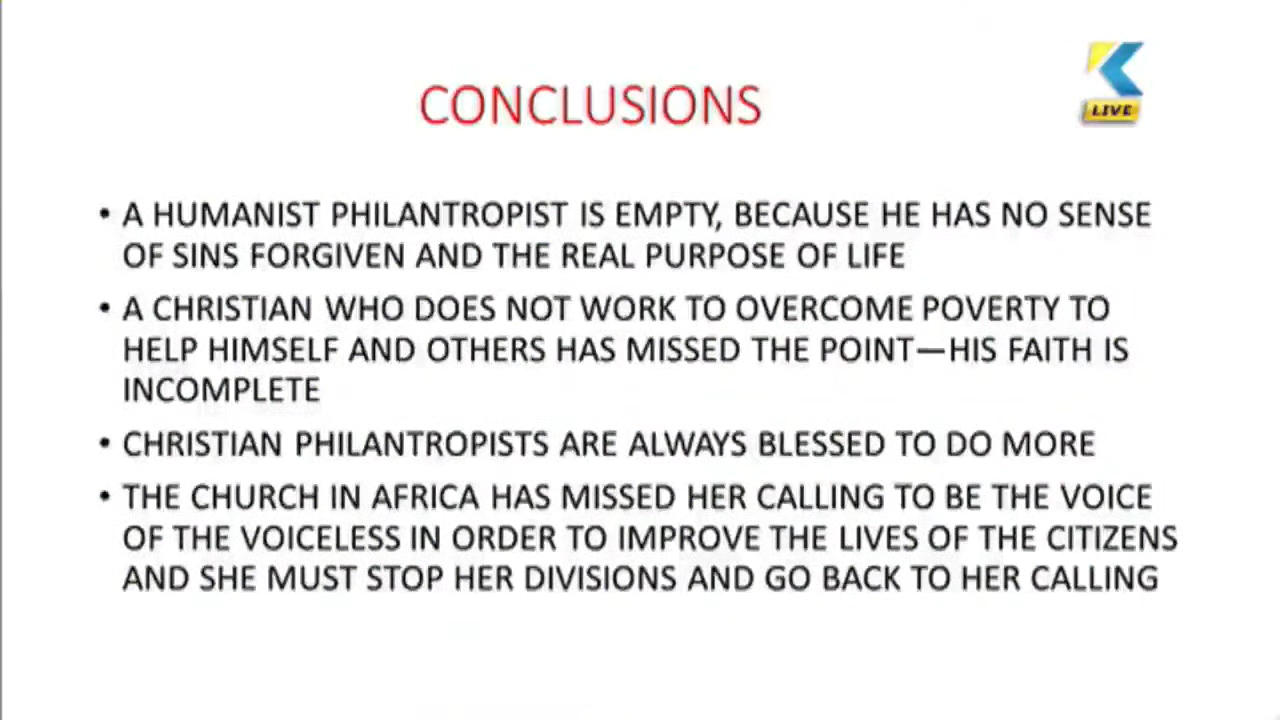 CONCLUSIONS
LIVE
• A HUMANIST PHILANTROPIST IS EMPTY, BECAUSE HE HAS NO SENSE
OF SINS FORGIVEN AND THE REAL PURPOSE OF LIFE
• A CHRISTIAN WHO DOES NOT WORK TO OVERCOME POVERTY TO
HELP HIMSELF AND OTHERS HAS MISSED THE POINT—HIS FAITH IS
INCOMPLETE
• CHRISTIAN PHILANTROPISTS ARE ALWAYS BLESSED TO DO MORE
• THE CHURCH IN AFRICA HAS MISSED HER CALLING TO BE THE VOICE
OF THE VOICELESS IN ORDER TO IMPROVE THE LIVES OF THE CITIZENS
AND SHE MUST STOP HER DIVISIONS AND GO BACK TO HER CALLING